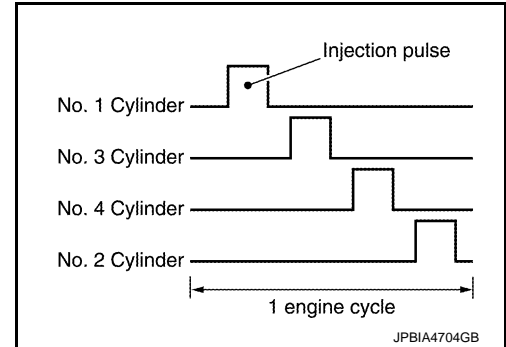 Injection pulse
No. 1 Cylinder
No. 3 Cylinder
No. 4 Cylinder
No. 2 Cylinder
1 engine cycle
JPBIA4704GB